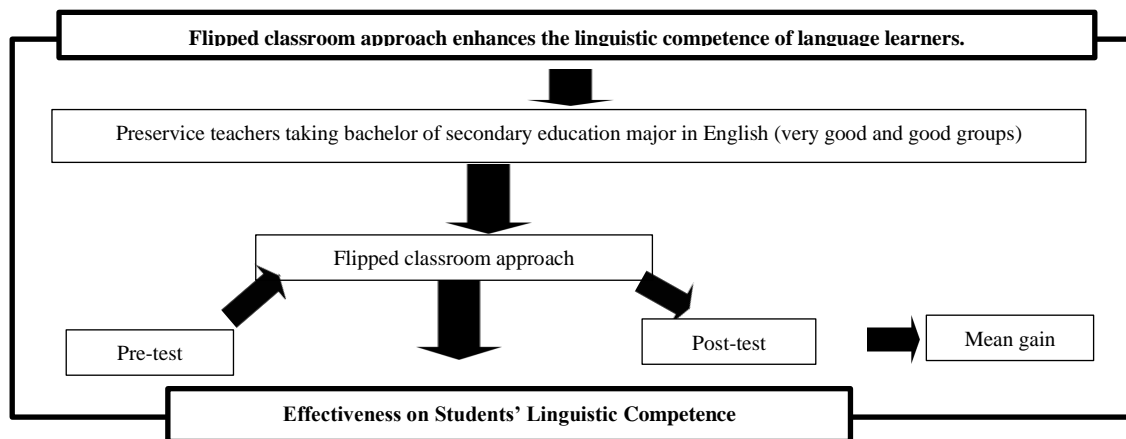 Flipped classroom approach enhances the linguistic competence of language learners.
Preservice teachers taking bachelor of secondary education major in English (very good and good groups)
Flipped classroom approach
Pre-test
Post-test
Mean gain
Effectiveness on Students’ Linguistic Competence